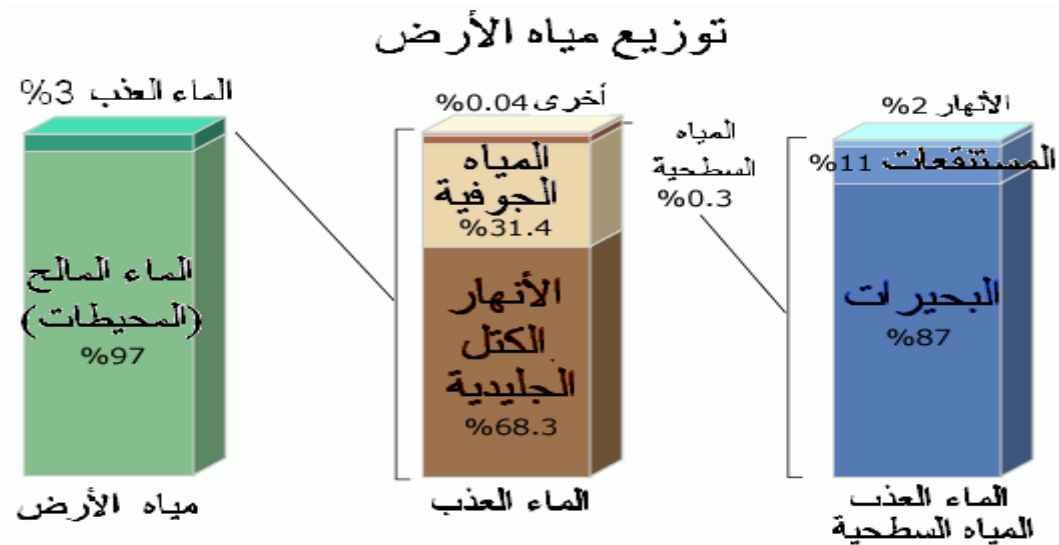 توزيع مياه الأرض
الماء العذب 3%
الماء المالح
(المحيطات)
97%
مياه الأرض
أخرى 0.04%
المياه
الجوفية
31.4%
الأنهار
الكتل
الجليدية
68.3%
الماء العذب
المياه
السطحية
0.3%
الأنهار 2%
المستنقعات 11%
البحيرات
87%
الماء العذب
المياه السطحية